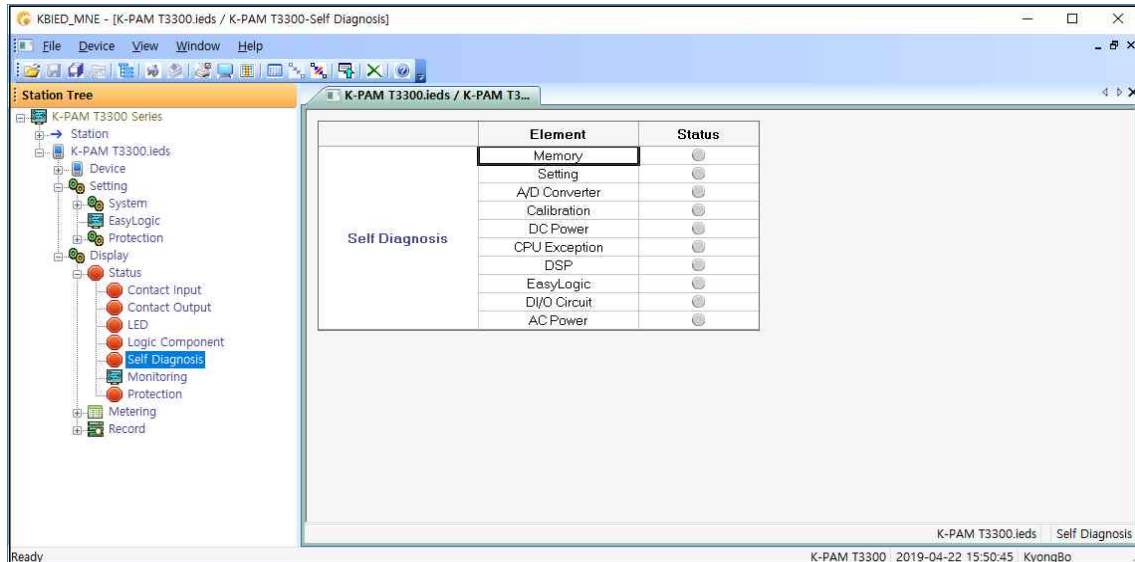 KBIED_MNE - [K-PAM T3300.ieds / K-PAM T3300-Self Diagnosis]
File Device View Window Help
Station Tree
K-PAM T3300 Series
Station
K-PAM T3300.ieds
Device
Setting
System
EasyLogic
Protection
Display
Status
Contact Input
Contact Output
LED
Logic Component
Self Diagnosis
Monitoring
Protection
Metering
Record
K-PAM T3300.ieds / K-PAM T3...
Element Status
Self Diagnosis
Memory
Setting
A/D Converter
Calibration
DC Power
CPU Exception
DSP
EasyLogic
DI/O Circuit
AC Power
K-PAM T3300.ieds Self Diagnosis
Ready K-PAM T3300 2019-04-22 15:50:45 KyongBo